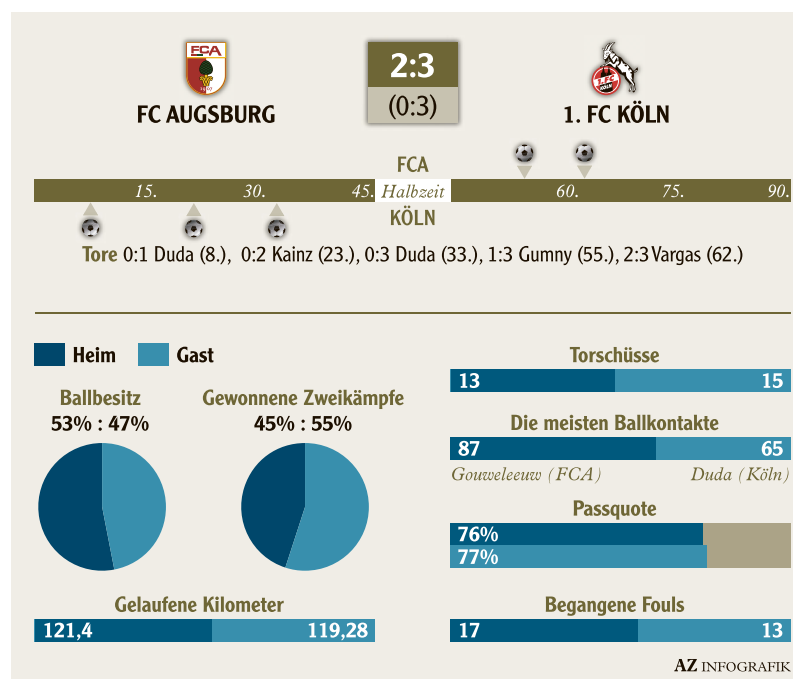 FCA
1907
1. FC
KÖLN
2:3
(0:3)
FC AUGSBURG
1. FC KÖLN
FCA
15. 30. 45. Halbzeit 60. 75. 90.
KÖLN
Tore 0:1 Duda (8.), 0:2 Kainz (23.), 0:3 Duda (33.), 1:3 Gumny (55.), 2:3 Vargas (62.)
Heim Gast
Ballbesitz
53% : 47%
Gewonnene Zweikämpfe
45% : 55%
Gelaufene Kilometer
121,4 119,28
Torschüsse
13 15
Die meisten Ballkontakte
87 65
Gouweleeuw (FCA) Duda (Köln)
Passquote
76%
77%
Begangene Fouls
17 13
AZ INFOGRAFIK